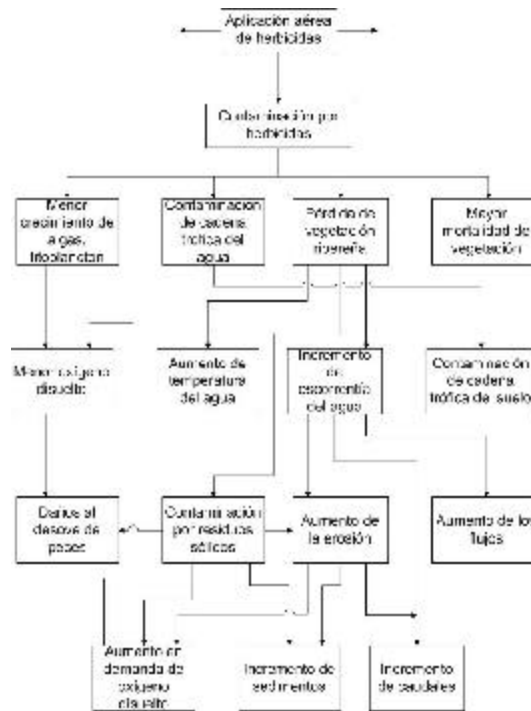 Aplicación aérea
de herbicidas
Contaminación por
herbicidas
Menor
crecimiento de
algas,
fitoplancton
Contaminación
de cadena
trófica del
agua
Pérdida de
vegetación
ribereña
Mayor
mortalidad de
vegetación
Menor oxígeno
disuelto
Aumento de
temperatura
del agua
Incremento
de
escorrentía
del agua
Contaminación
de cadena
trófica del suelo
Daños al
desove de
peces
Contaminación
por residuos
sólidos
Aumento de
la erosión
Aumento de los
flujos
Aumento en
demanda de
oxígeno
disuelto
Incremento de
sedimentos
Incremento
de caudales